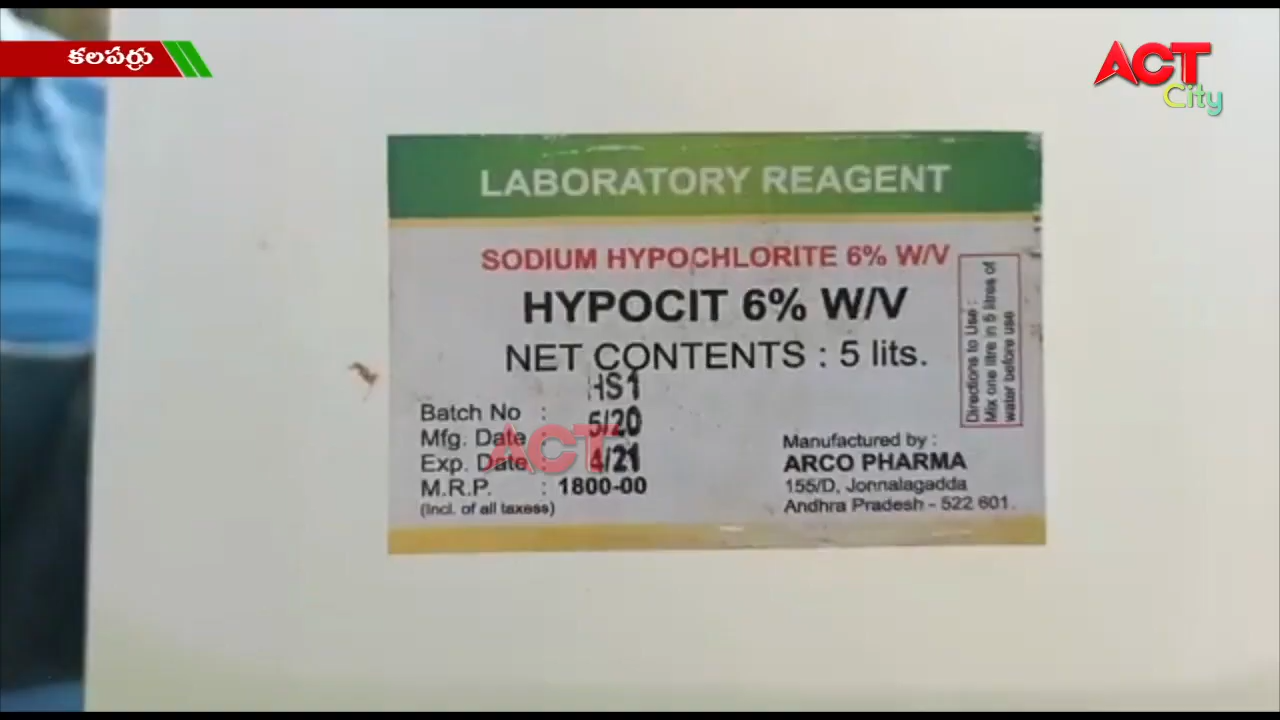 కలపర్రు
ACT
City
LABORATORY REAGENT
SODIUM HYPOCHLORITE 6% W/V
HYPOCIT 6% W/V
NET CONTENTS : 5 lits.
Batch No : HS1
Mfg. Date : 5/20
Exp. Date : 4/21
M.R.P. : 1800-00
(Incl. of all taxess)
ACT
Manufactured by :
ARCO PHARMA
155/D, Jonnalagadda
Andhra Pradesh - 522 601.
Directions to Use :
Mix one litre in 5 litres of
water before use